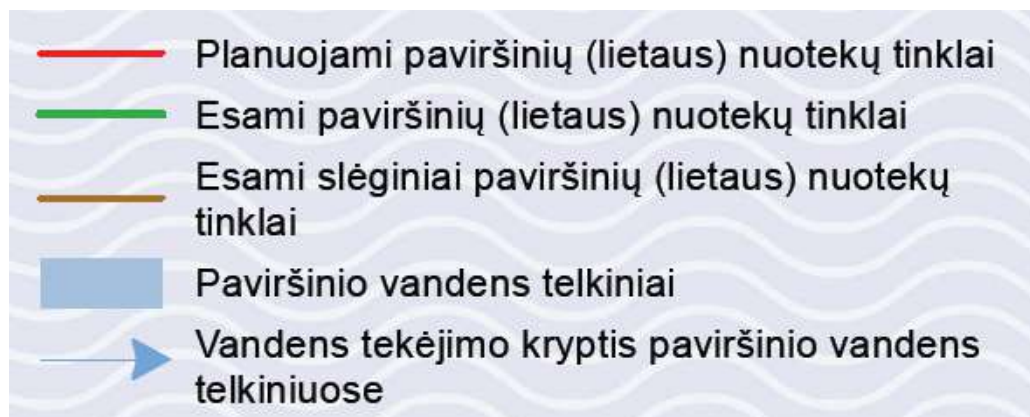 Planuojami paviršinių (lietaus) nuotekų tinklai
Esami paviršinių (lietaus) nuotekų tinklai
Esami slėginiai paviršinių (lietaus) nuotekų
tinklai
Paviršinio vandens telkiniai
Vandens tekėjimo kryptis paviršinio vandens
telkiniuose